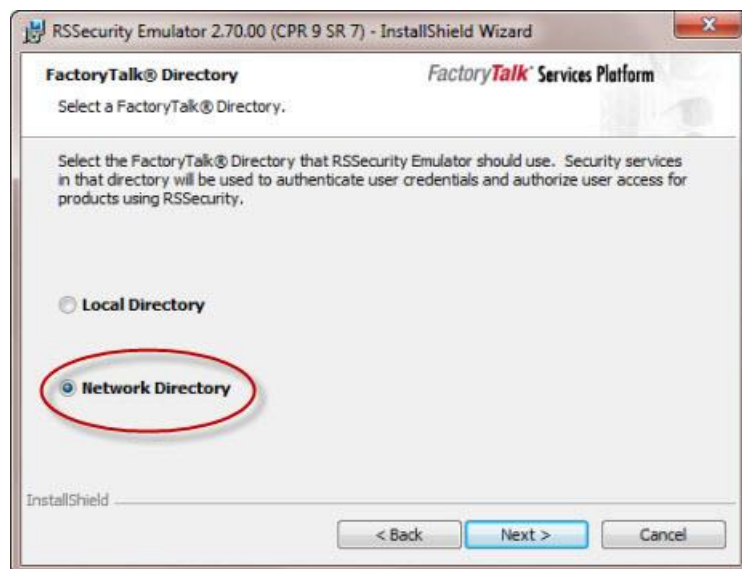 RSSecurity Emulator 2.70.00 (CPR 9 SR 7) - InstallShield Wizard
FactoryTalk® Directory
FactoryTalk® Services Platform
Select a FactoryTalk® Directory.
Select the FactoryTalk® Directory that RSSecurity Emulator should use. Security services
in that directory will be used to authenticate user credentials and authorize user access for
products using RSSecurity.
Local Directory
Network Directory
InstallShield
< Back
Next >
Cancel